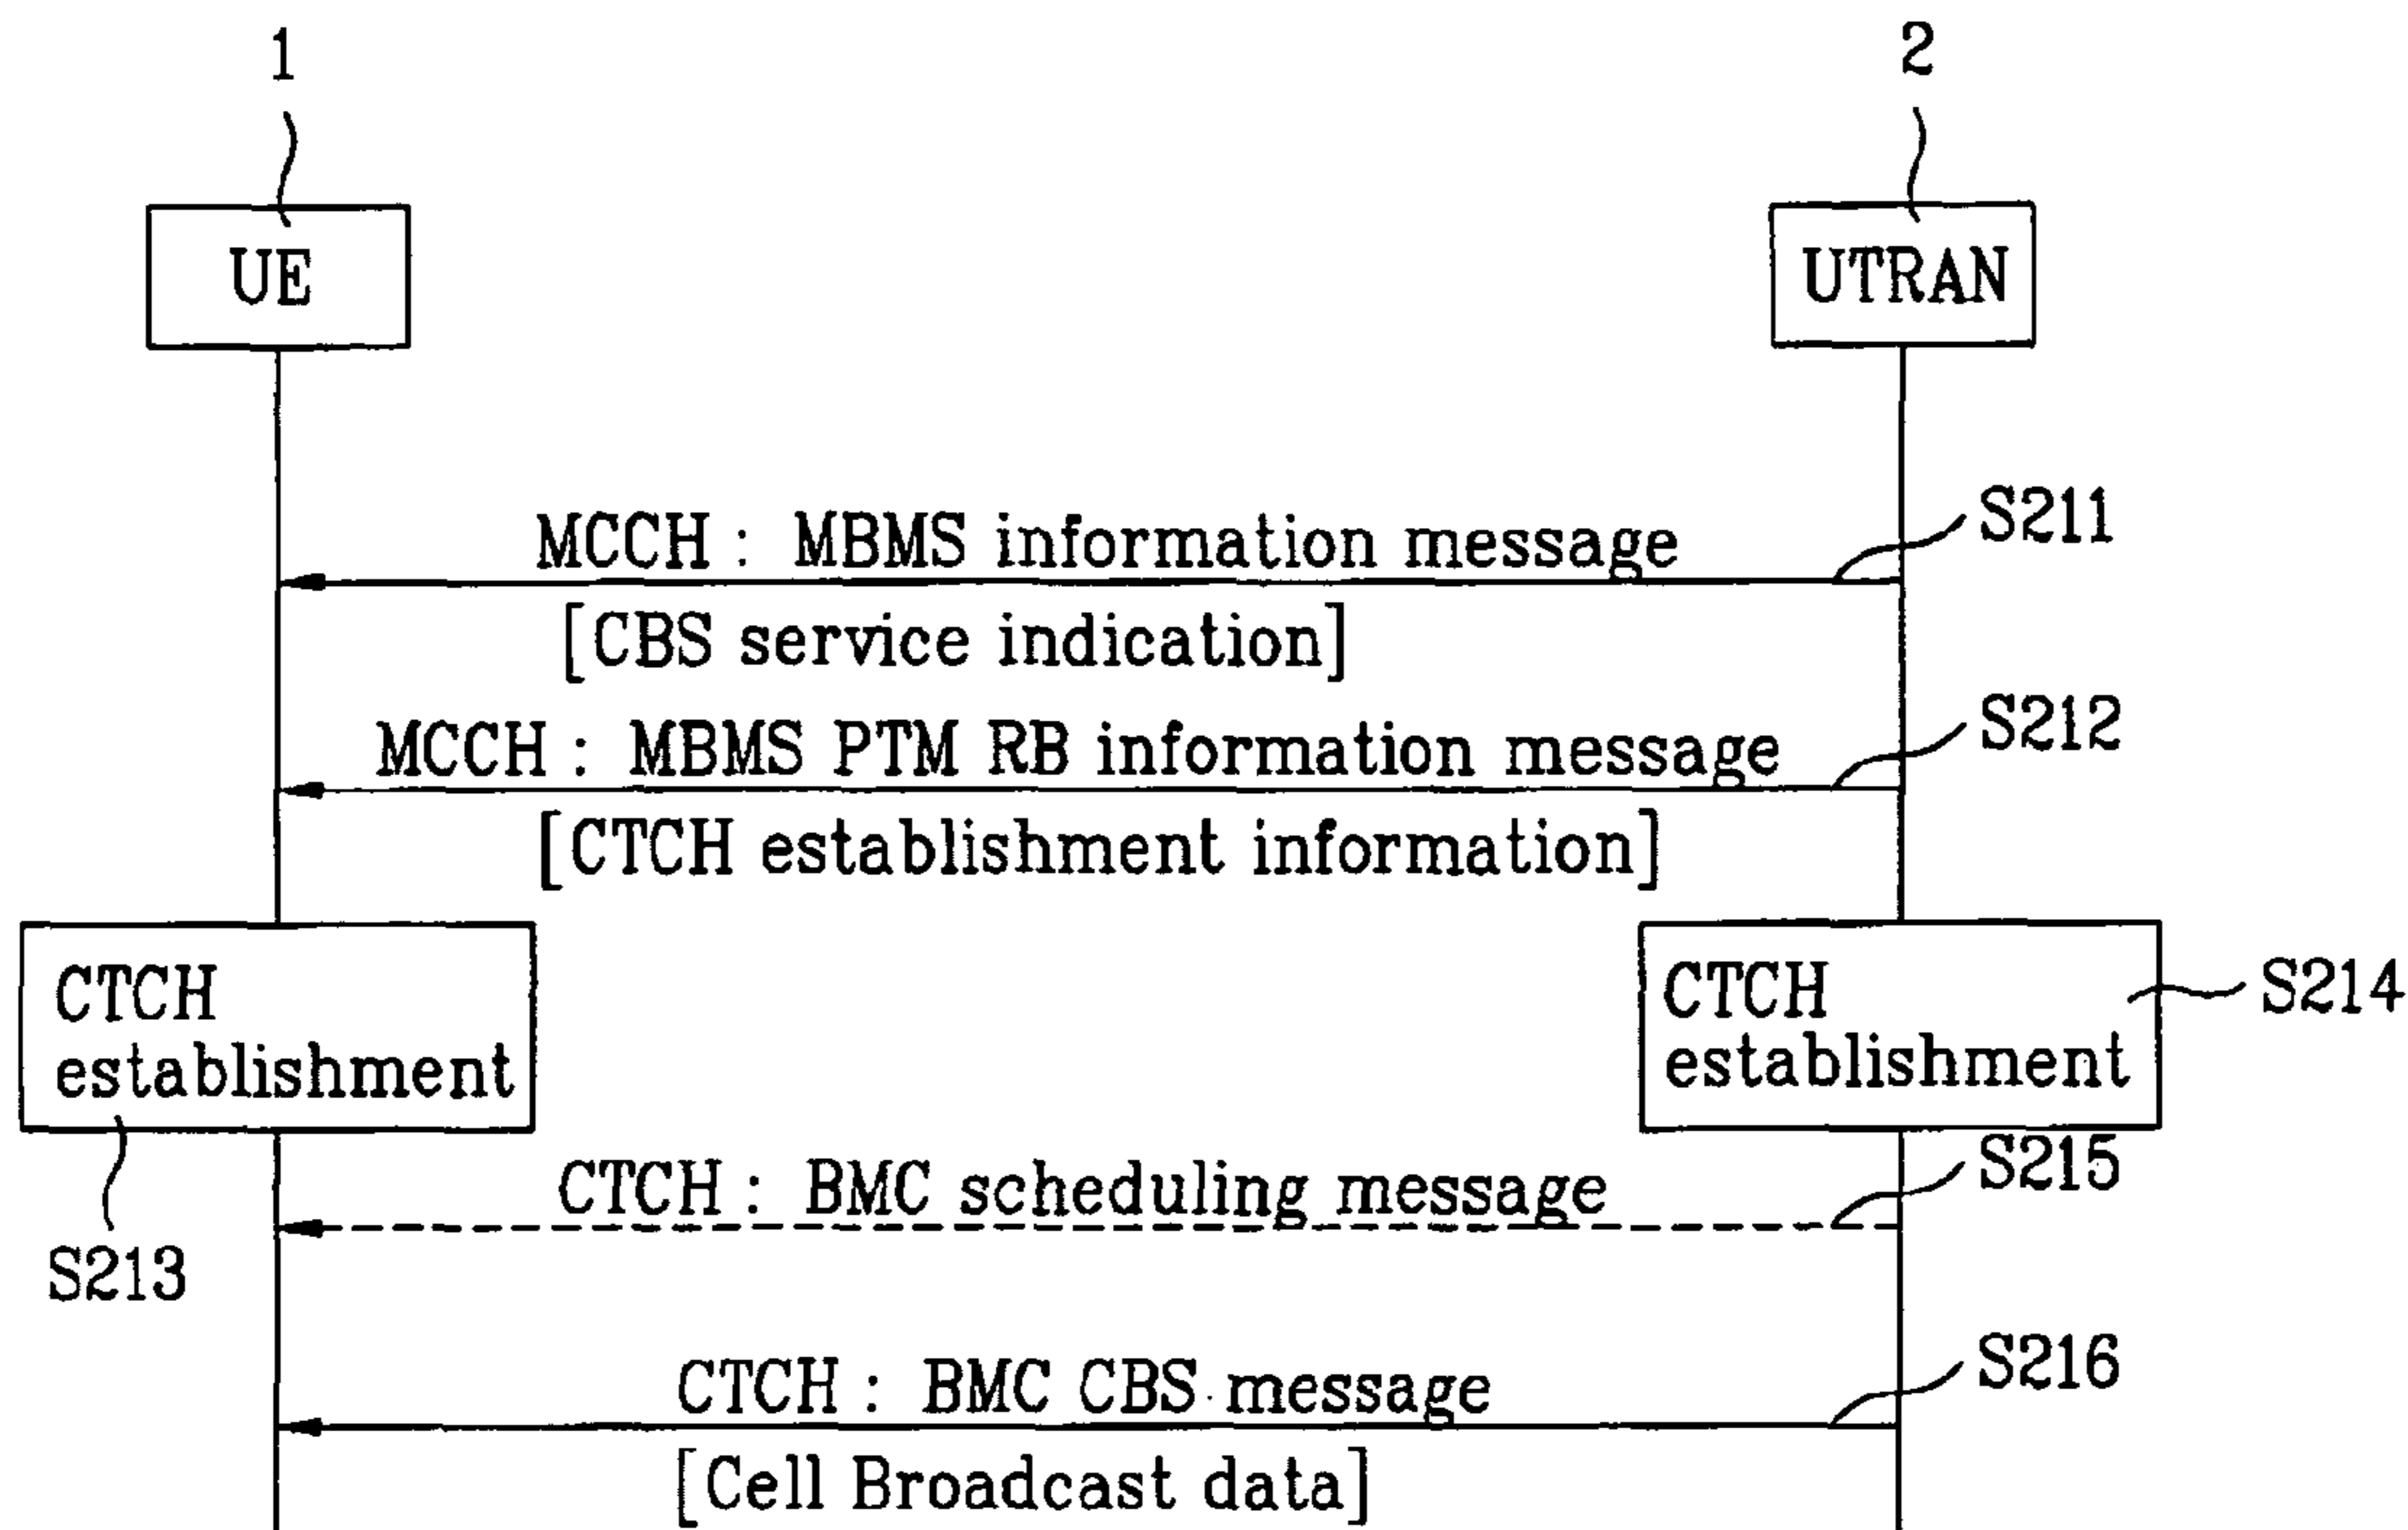 1
2
UE
UTRAN
MCCH : MBMS information message
S211
[CBS service indication]
MCCH : MBMS PTM RB information message
S212
[CTCH establishment information]
CTCH
establishment
CTCH
establishment
S214
S213
CTCH : BMC scheduling message
S215
CTCH : BMC CBS message
S216
[Cell Broadcast data]